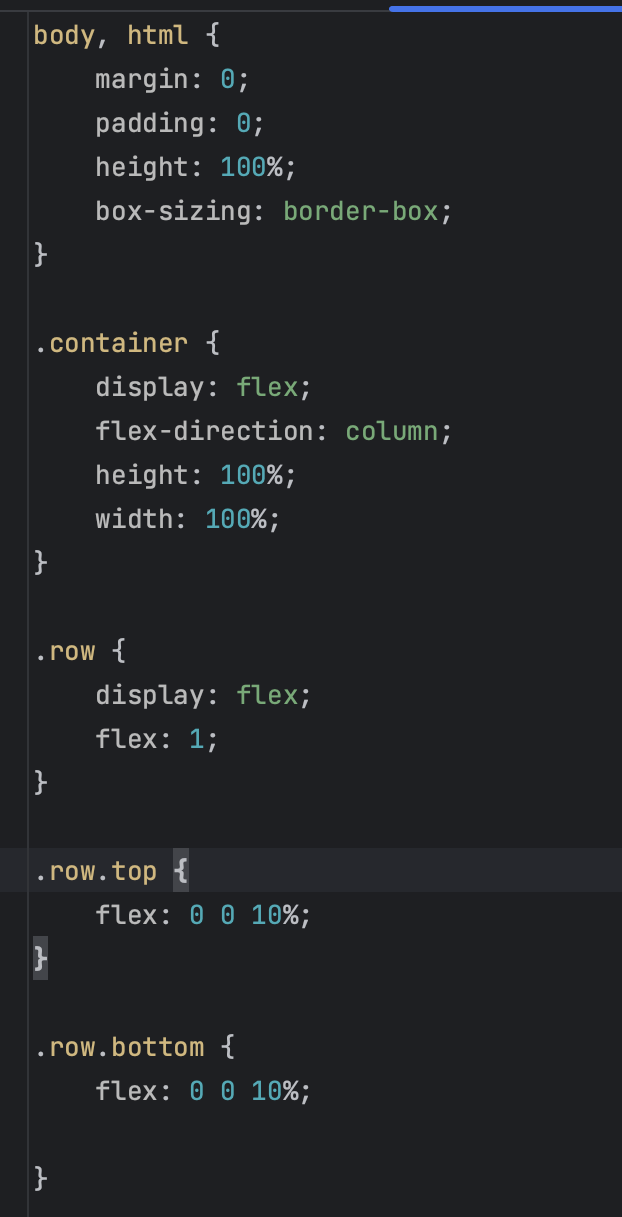 body, html {
    margin: 0;
    padding: 0;
    height: 100%;
    box-sizing: border-box;
}

.container {
    display: flex;
    flex-direction: column;
    height: 100%;
    width: 100%;
}

.row {
    display: flex;
    flex: 1;
}

.row.top {
    flex: 0 0 10%;
}

.row.bottom {
    flex: 0 0 10%;

}